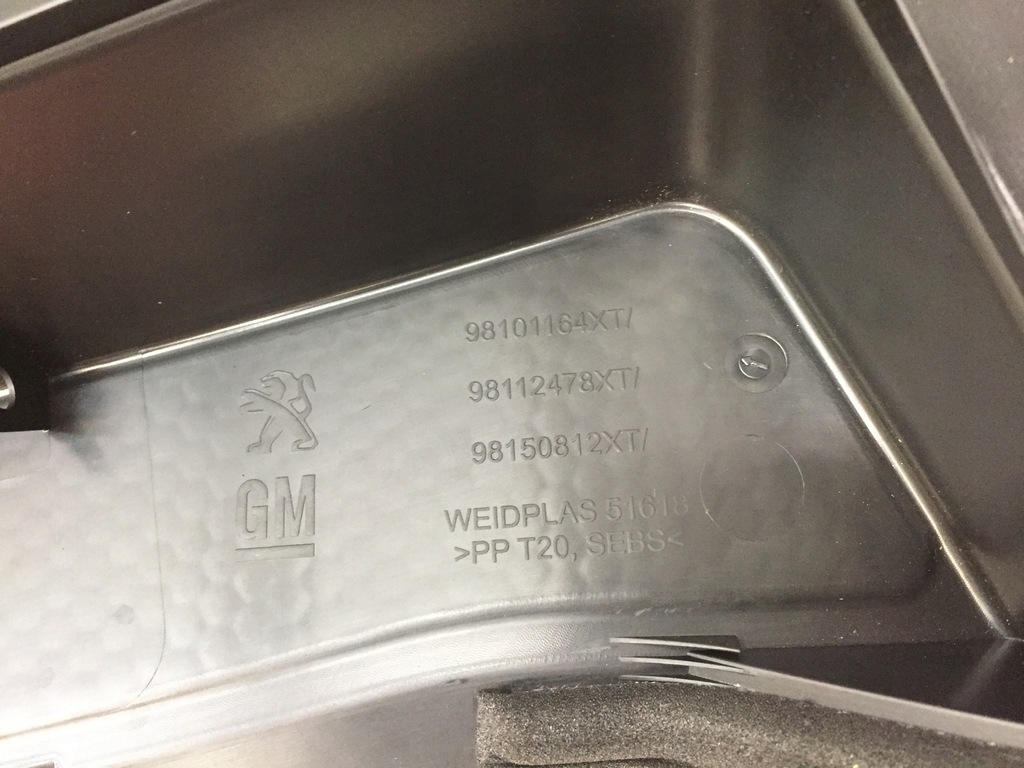 98101164XT/
98112478XT/
98150812XT/
GM
WEIDPLAS 51618
>PP T20, SEBS<